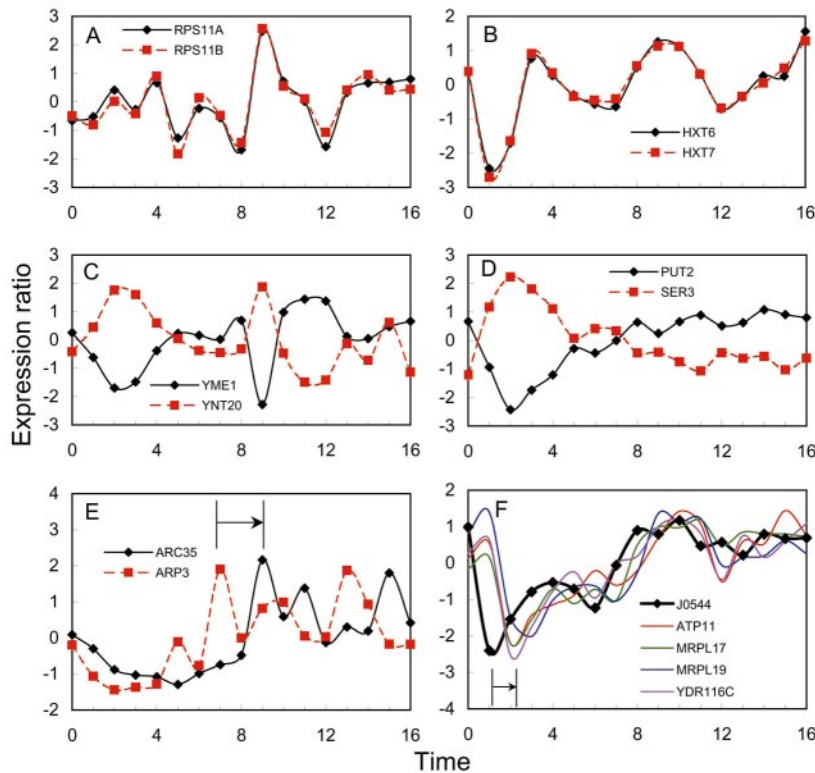 Expression ratio
A
RPS11A
RPS11B
3
2
1
0
-1
-2
-3
0 4 8 12 16
B
HXT6
HXT7
2
1
0
-1
-2
-3
0 4 8 12 16
C
YME1
YNT20
3
2
1
0
-1
-2
-3
0 4 8 12 16
D
PUT2
SER3
3
2
1
0
-1
-2
-3
0 4 8 12 16
E
ARC35
ARP3
4
3
2
1
0
-1
-2
0 4 8 12 16
F
J0544
ATP11
MRPL17
MRPL19
YDR116C
2
1
0
-1
-2
-3
-4
0 4 8 12 16
Time